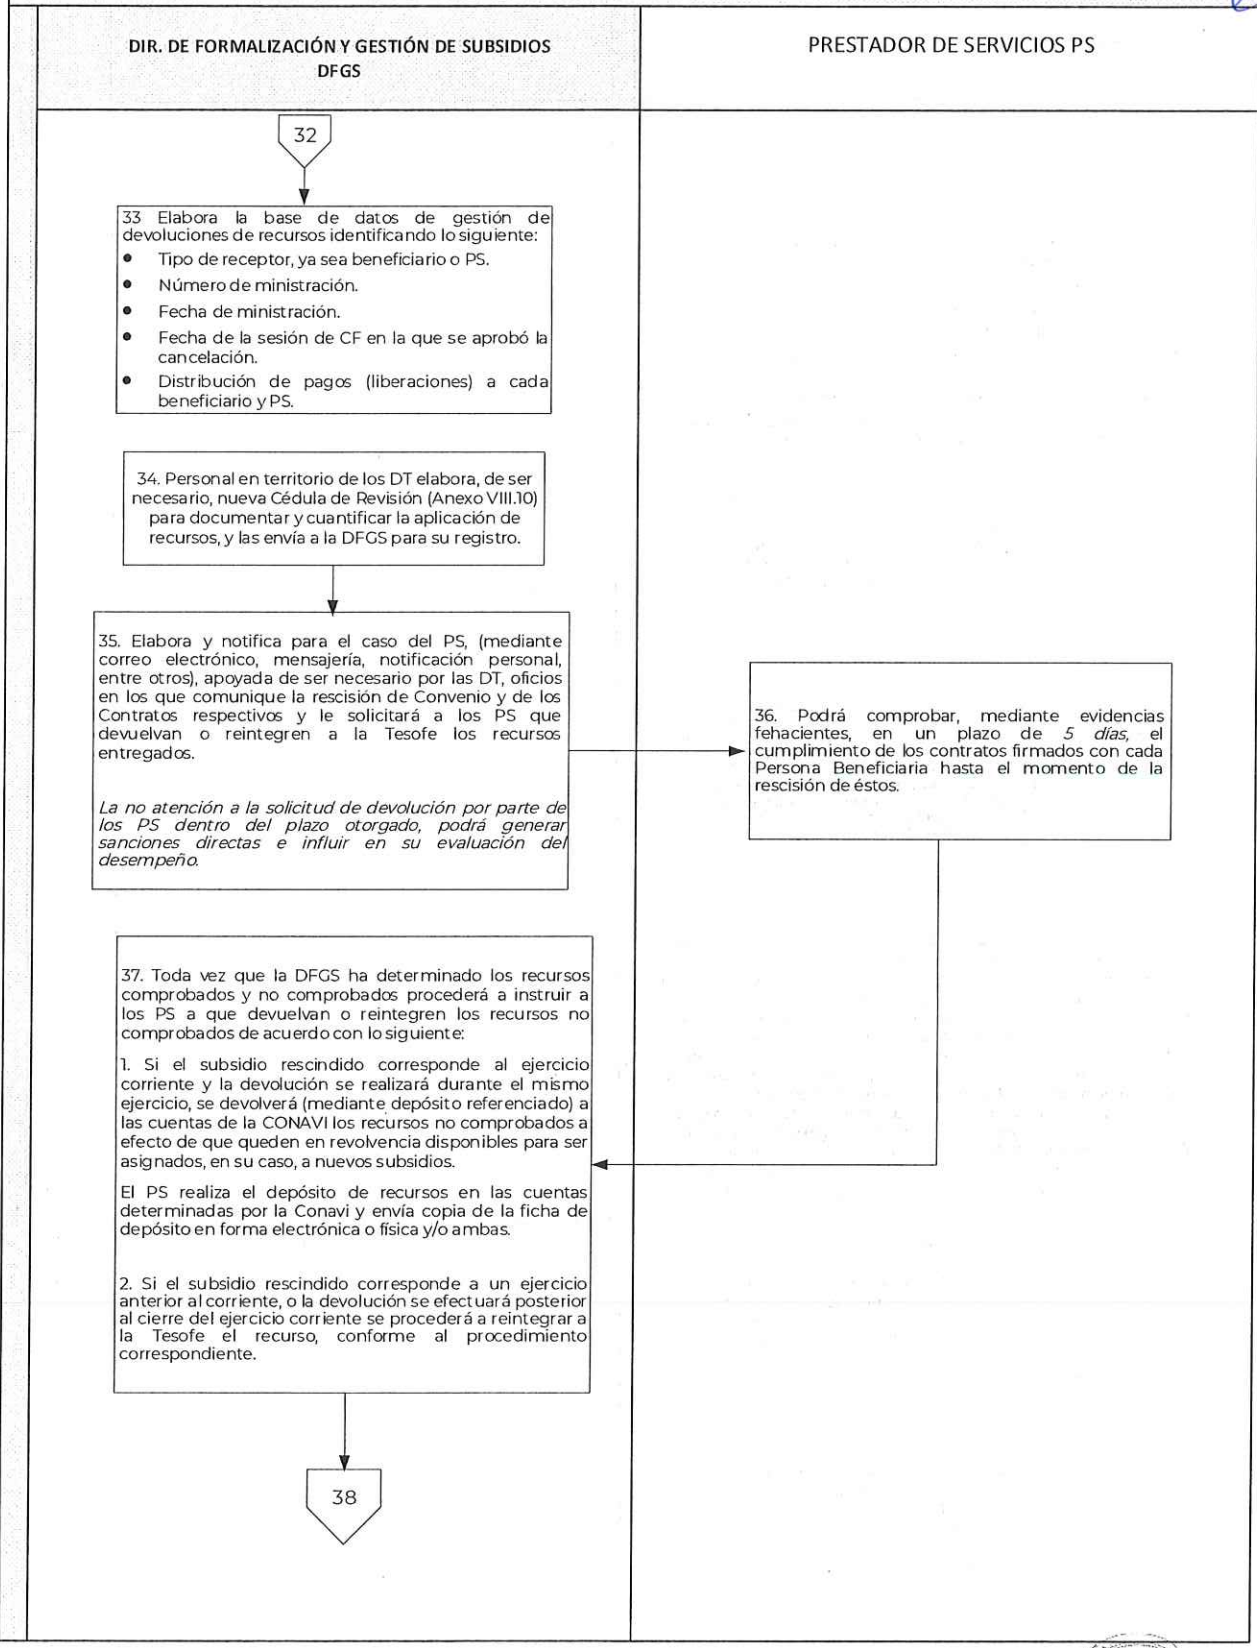 DIR. DE FORMALIZACIÓN Y GESTIÓN DE SUBSIDIOS
DFGS
PRESTADOR DE SERVICIOS PS
32
33 Elabora la base de datos de gestión de
devoluciones de recursos identificando lo siguiente:
• Tipo de receptor, ya sea beneficiario o PS.
• Número de ministración.
• Fecha de ministración.
• Fecha de la sesión de CF en la que se aprobó la
cancelación.
• Distribución de pagos (liberaciones) a cada
beneficiario y PS.
34. Personal en territorio de los DT elabora, de ser
necesario, nueva Cédula de Revisión (Anexo VIII.10)
para documentar y cuantificar la aplicación de
recursos, y las envía a la DFGS para su registro.
35. Elabora y notifica para el caso del PS, (mediante
correo electrónico, mensajería, notificación personal,
entre otros), apoyada de ser necesario por las DT, oficios
en los que comunique la rescisión de Convenio y de los
Contratos respectivos y le solicitará a los PS que
devuelvan o reintegren a la Tesofe los recursos
entregados.
La no atención a la solicitud de devolución por parte de
los PS dentro del plazo otorgado, podrá generar
sanciones directas e influir en su evaluación del
desempeño.
36. Podrá comprobar, mediante evidencias
fehacientes, en un plazo de 5 días, el
cumplimiento de los contratos firmados con cada
Persona Beneficiaria hasta el momento de la
rescisión de éstos.
37. Toda vez que la DFGS ha determinado los recursos
comprobados y no comprobados procederá a instruir a
los PS a que devuelvan o reintegren los recursos no
comprobados de acuerdo con lo siguiente:
1. Si el subsidio rescindido corresponde al ejercicio
corriente y la devolución se realizará durante el mismo
ejercicio, se devolverá (mediante depósito referenciado) a
las cuentas de la CONAVI los recursos no comprobados a
efecto de que queden en revolvencia disponibles para ser
asignados, en su caso, a nuevos subsidios.
El PS realiza el depósito de recursos en las cuentas
determinadas por la Conavi y envía copia de la ficha de
depósito en forma electrónica o física y/o ambas.
2. Si el subsidio rescindido corresponde a un ejercicio
anterior al corriente, o la devolución se efectuará posterior
al cierre del ejercicio corriente se procederá a reintegrar a
la Tesofe el recurso, conforme al procedimiento
correspondiente.
38